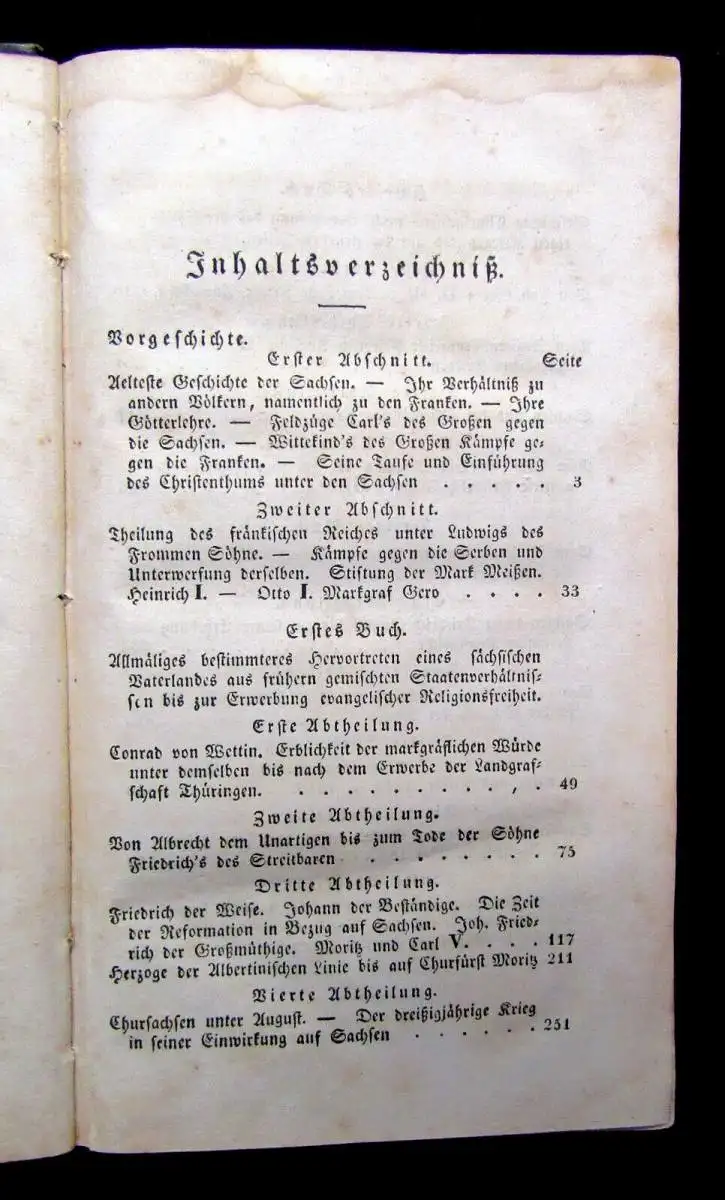 Inhaltsverzeichniß.
Vorgeschichte.
Erster Abschnitt. Seite
Aelteste Geschichte der Sachsen. — Ihr Verhältniß zu
andern Völkern, namentlich zu den Franken. — Ihre
Götterlehre. — Feldzüge Carl's des Großen gegen
die Sachsen. — Wittekind's des Großen Kämpfe ge-
gen die Franken. — Seine Taufe und Einführung
des Christenthums unter den Sachsen . . . . . 3
Zweiter Abschnitt.
Theilung des fränkischen Reiches unter Ludwigs des
Frommen Söhne. — Kämpfe gegen die Serben und
Unterwerfung derselben. Stiftung der Mark Meißen.
Heinrich I. — Otto I. Markgraf Gero . . . . 33
Erstes Buch.
Allmäliges bestimmteres Hervortreten eines sächsischen
Vaterlandes aus frühern gemischten Staatenverhältnis-
sen bis zur Erwerbung evangelischer Religionsfreiheit.
Erste Abtheilung.
Conrad von Wettin. Erblichkeit der markgräflichen Würde
unter demselben bis nach dem Erwerbe der Landgraf-
schaft Thüringen. . . . . . . . . , . 49
Zweite Abtheilung.
Von Albrecht dem Unartigen bis zum Tode der Söhne
Friedrich's des Streitbaren . . . . . . . . 75
Dritte Abtheilung.
Friedrich der Weise. Johann der Beständige. Die Zeit
der Reformation in Bezug auf Sachsen. Joh. Fried-
rich der Großmüthige. Moritz und Carl V. . . . . 117
Herzoge der Albertinischen Linie bis auf Churfürst Moritz 211
Vierte Abtheilung.
Chursachsen unter August. — Der dreißigjährige Krieg
in seiner Einwirkung auf Sachsen . . . . . . 251